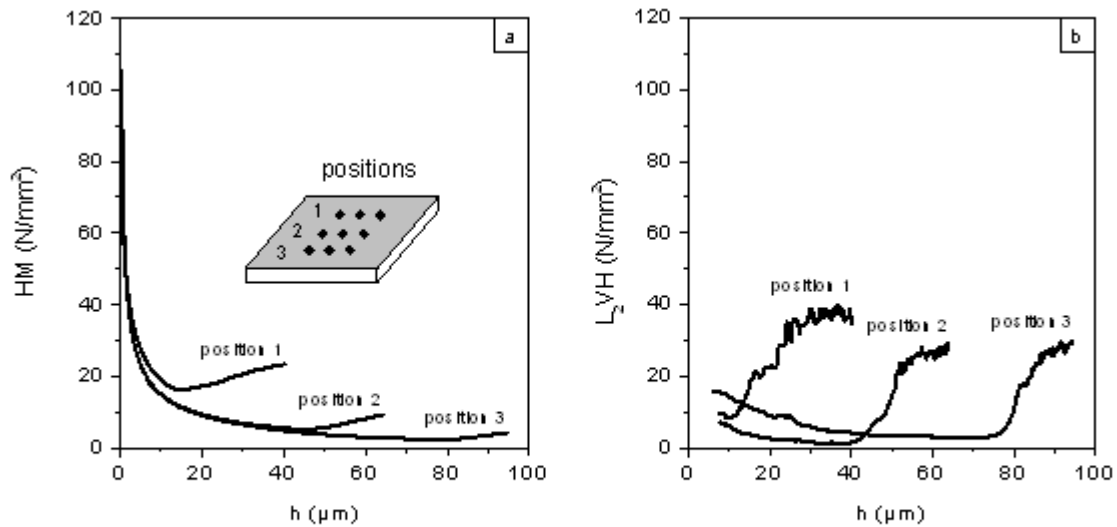 a
120
100
80
60
40
20
0
HM (N/mm²)
positions
1
2
3
position 1
position 2
position 3
0 20 40 60 80 100
h (µm)
b
120
100
80
60
40
20
0
L₂VH (N/mm²)
position 1
position 2
position 3
0 20 40 60 80 100
h (µm)